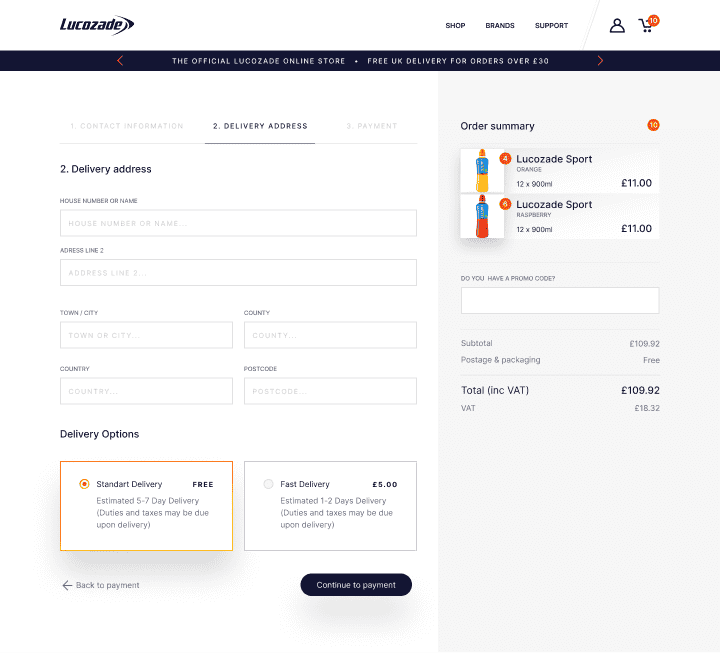 Lucozade
SHOP BRANDS SUPPORT
10
THE OFFICIAL LUCOZADE ONLINE STORE • FREE UK DELIVERY FOR ORDERS OVER £30
1. CONTACT INFORMATION 2. DELIVERY ADDRESS 3. PAYMENT
2. Delivery address
HOUSE NUMBER OR NAME
HOUSE NUMBER OR NAME...
ADRESS LINE 2
ADDRESS LINE 2...
TOWN / CITY COUNTY
TOWN OR CITY... COUNTY...
COUNTRY POSTCODE
COUNTRY... POSTCODE...
Delivery Options
Standart Delivery FREE
Estimated 5-7 Day Delivery
(Duties and taxes may be due
upon delivery)
Fast Delivery £5.00
Estimated 1-2 Days Delivery
(Duties and taxes may be due
upon delivery)
Back to payment
Continue to payment
Order summary 10
4 Lucozade Sport
ORANGE
12 x 900ml £11.00
6 Lucozade Sport
RASPBERRY
12 x 900ml £11.00
DO YOU HAVE A PROMO CODE?
Subtotal £109.92
Postage & packaging Free
Total (inc VAT) £109.92
VAT £18.32